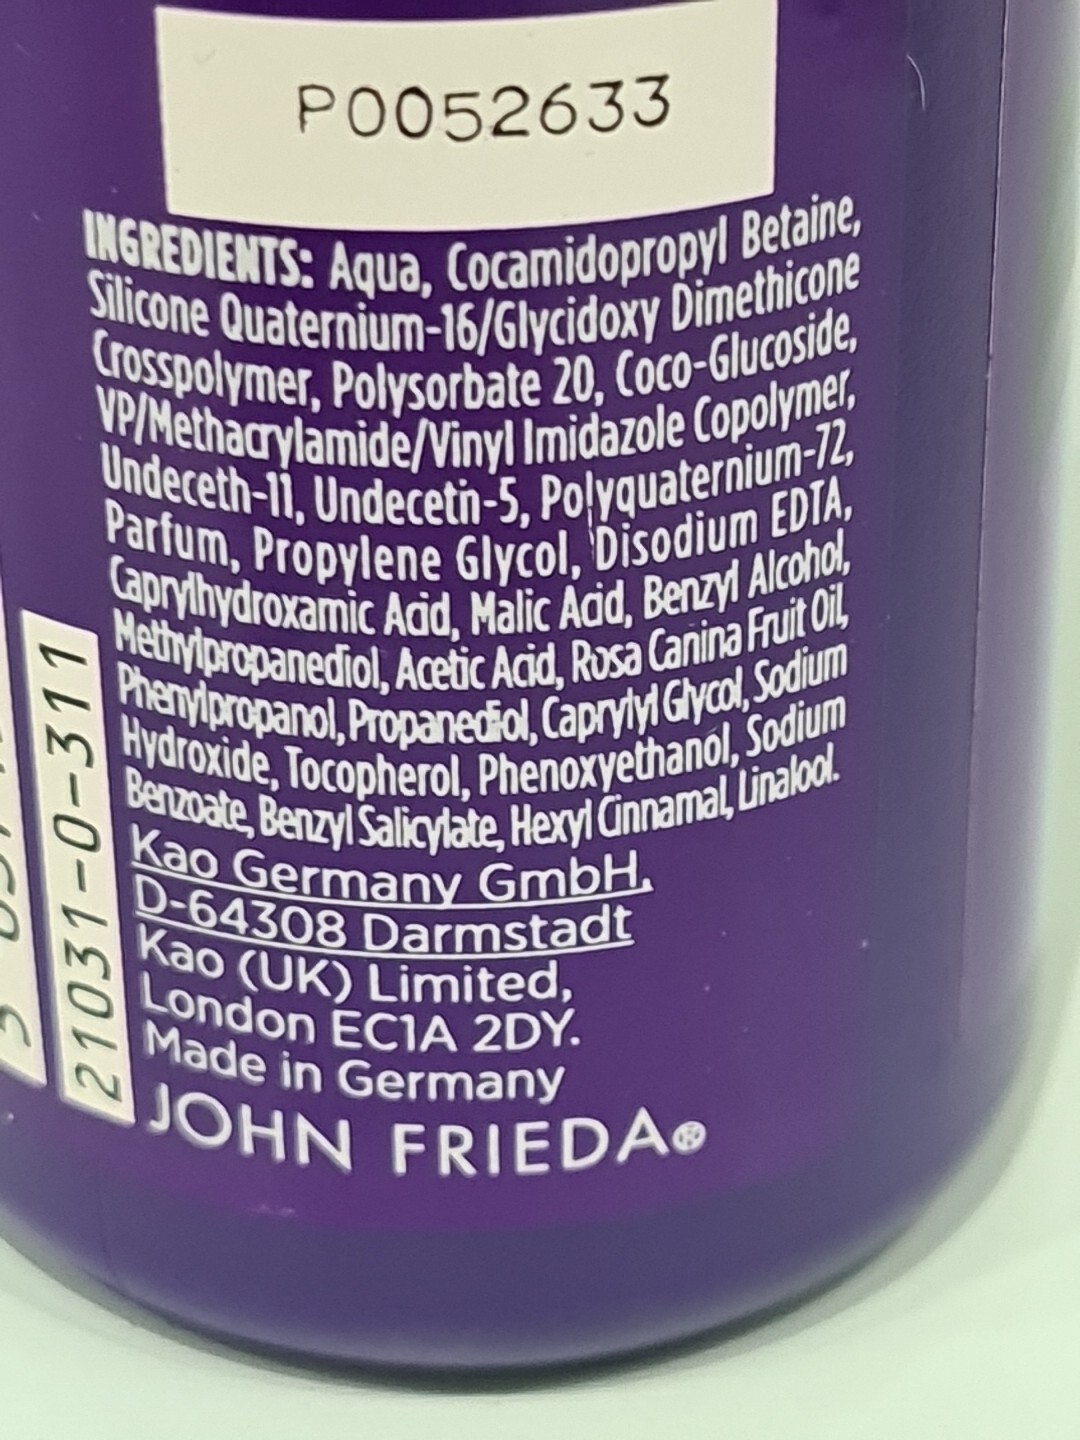 P0052633
INGREDIENTS: Aqua, Cocamidopropyl Betaine,
Silicone Quaternium-16/Glycidoxy Dimethicone
Crosspolymer, Polysorbate 20, Coco-Glucoside,
VP/Methacrylamide/Vinyl Imidazole Copolymer,
Undeceth-11, Undeceth-5, Polyquaternium-72,
Parfum, Propylene Glycol, Disodium EDTA,
Caprylhydroxamic Acid, Malic Acid, Benzyl Alcohol,
Methylpropanediol, Acetic Acid, Rosa Canina Fruit Oil,
Phenylpropanol, Propanediol, Caprylyl Glycol, Sodium
Hydroxide, Tocopherol, Phenoxyethanol, Sodium
Benzoate, Benzyl Salicylate, Hexyl Cinnamal, Linalool.
Kao Germany GmbH,
D-64308 Darmstadt
Kao (UK) Limited,
London EC1A 2DY.
Made in Germany
JOHN FRIEDA®
21031-0-311